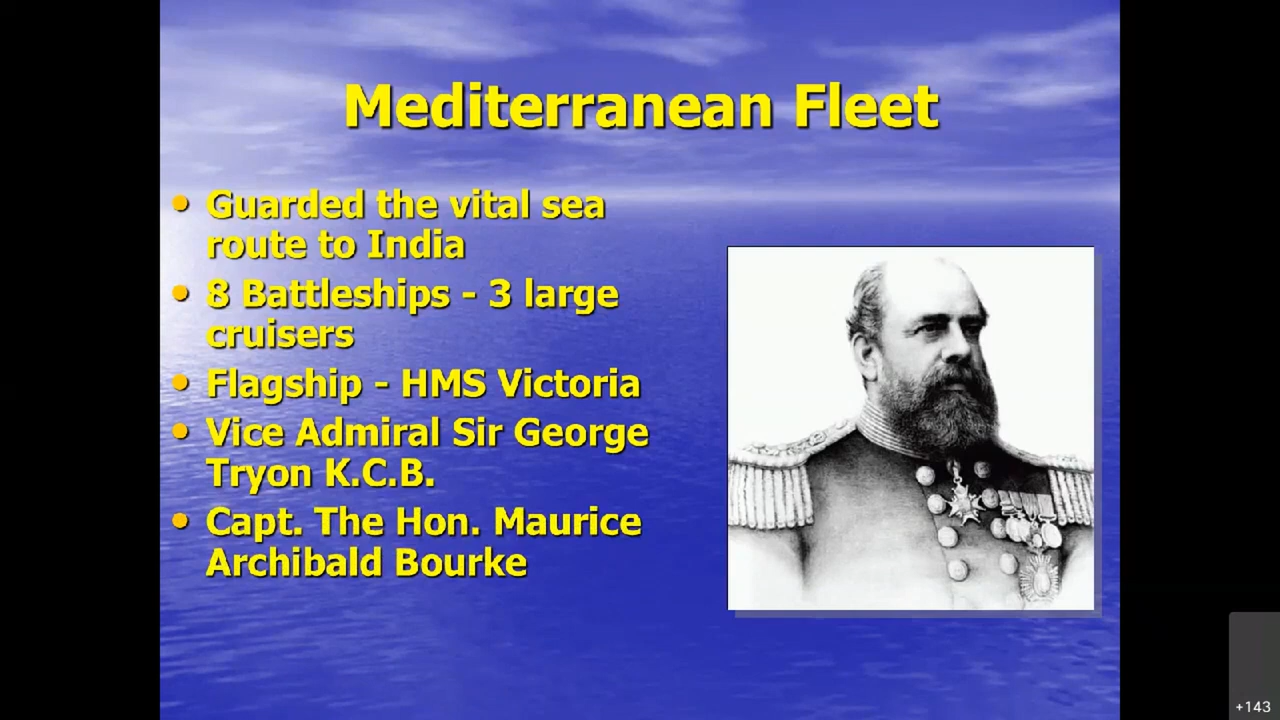 Mediterranean Fleet
• Guarded the vital sea
route to India
• 8 Battleships - 3 large
cruisers
• Flagship - HMS Victoria
• Vice Admiral Sir George
Tryon K.C.B.
• Capt. The Hon. Maurice
Archibald Bourke
+143